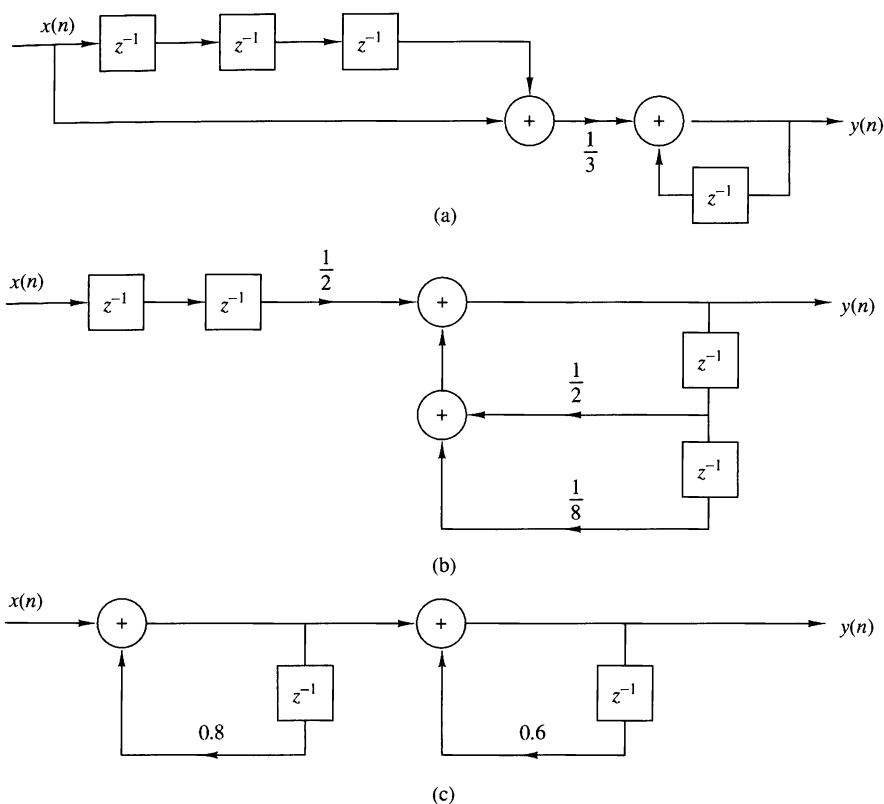 x(n)
z⁻¹ z⁻¹ z⁻¹
+ + y(n)
1/3
z⁻¹
(a)
x(n) 1/2
z⁻¹ z⁻¹ + y(n)
z⁻¹
1/2
+
z⁻¹
1/8
(b)
x(n)
+ + y(n)
z⁻¹ z⁻¹
0.8 0.6
(c)